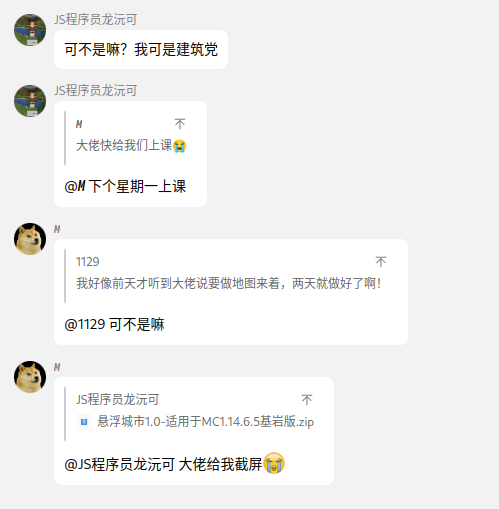 JS程序员龙沅可
可不是嘛？我可是建筑党
JS程序员龙沅可
M
大佬快给我们上课😭
@M 下个星期一上课
M
1129
我好像前天才听到大佬说要做地图来着，两天就做好了啊！
@1129 可不是嘛
M
JS程序员龙沅可
悬浮城市1.0-适用于MC1.14.6.5基岩版.zip
@JS程序员龙沅可 大佬给我截屏😭